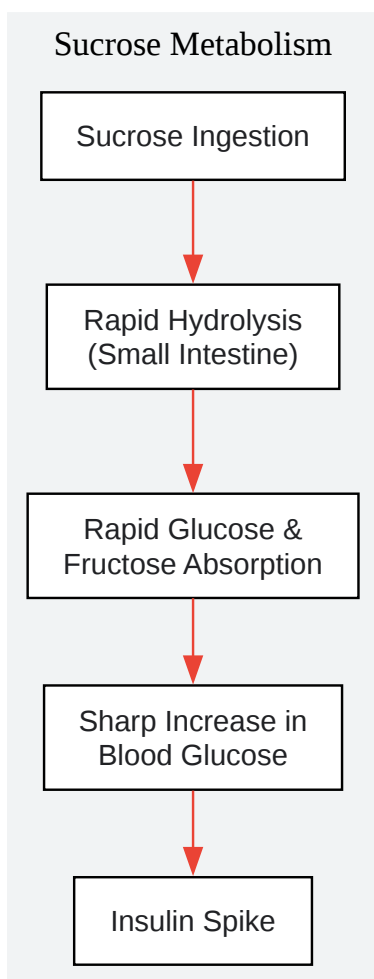 Sucrose Metabolism
Sucrose Ingestion
Rapid Hydrolysis
(Small Intestine)
Rapid Glucose &
Fructose Absorption
Sharp Increase in
Blood Glucose
Insulin Spike